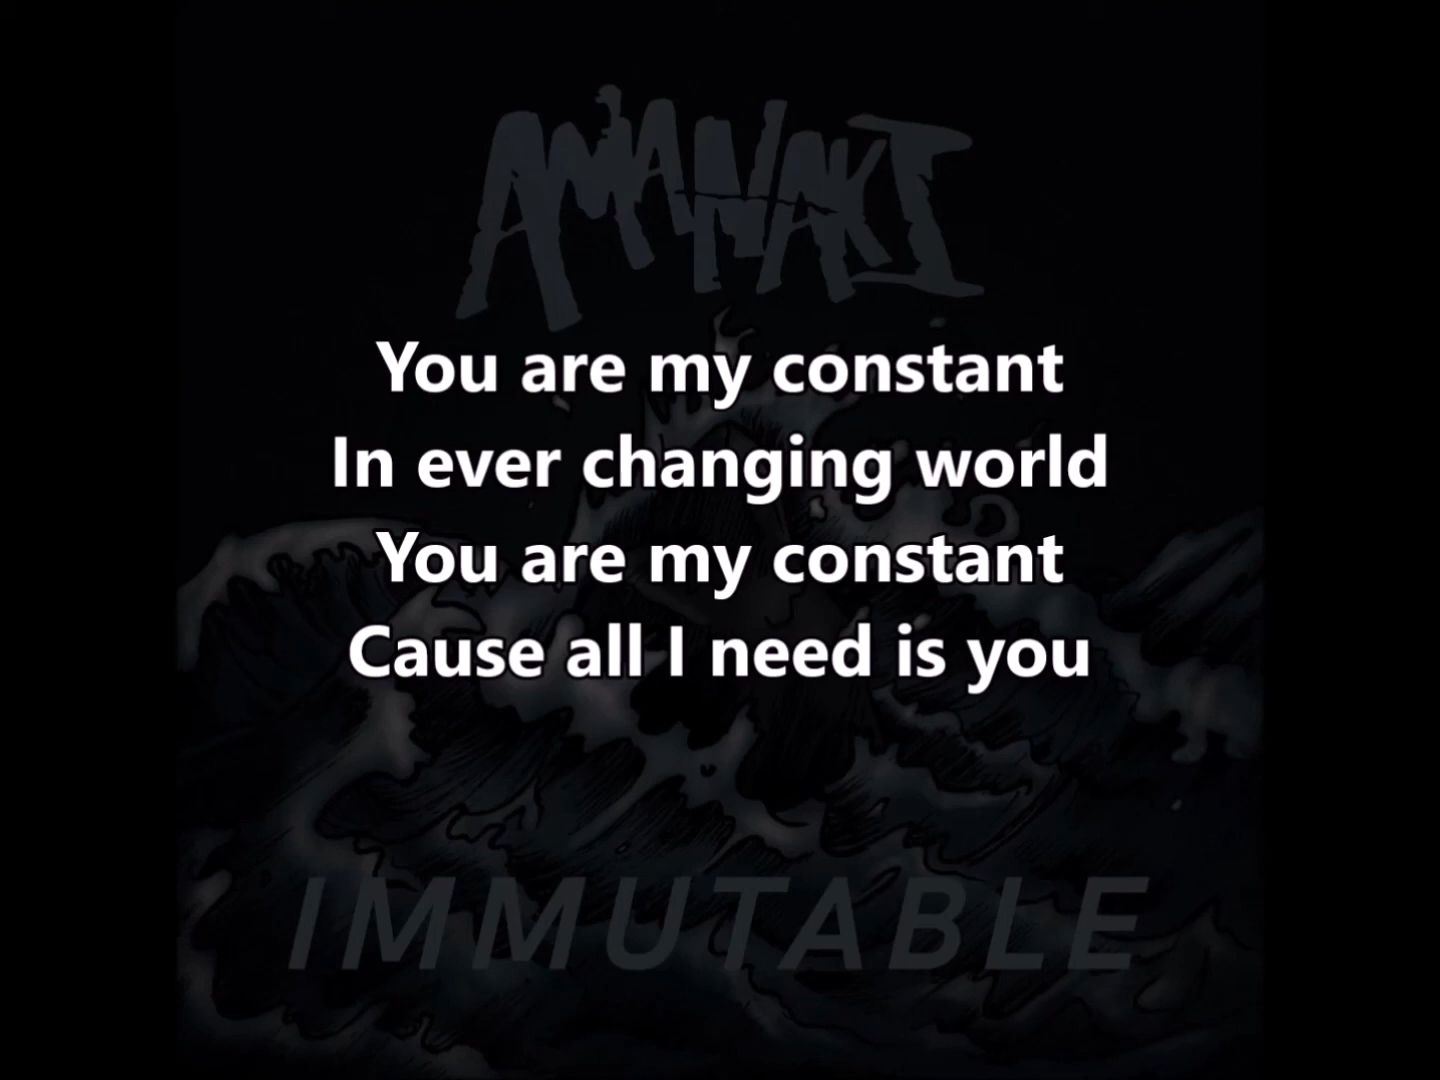 AMANAKI
You are my constant
In ever changing world
You are my constant
Cause all I need is you
IMMUTABLE